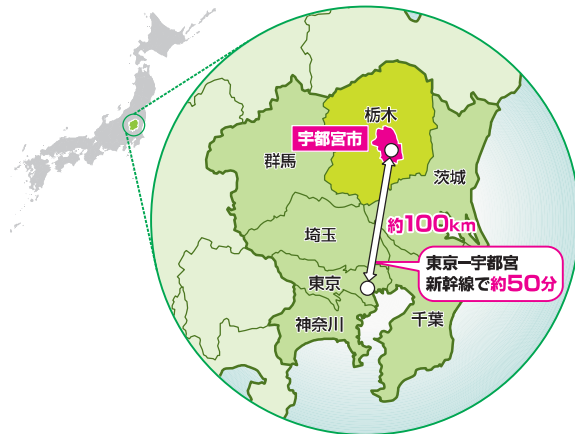 栃木
宇都宮市
群馬
茨城
埼玉
約100km
東京ー宇都宮
新幹線で約50分
東京
神奈川
千葉